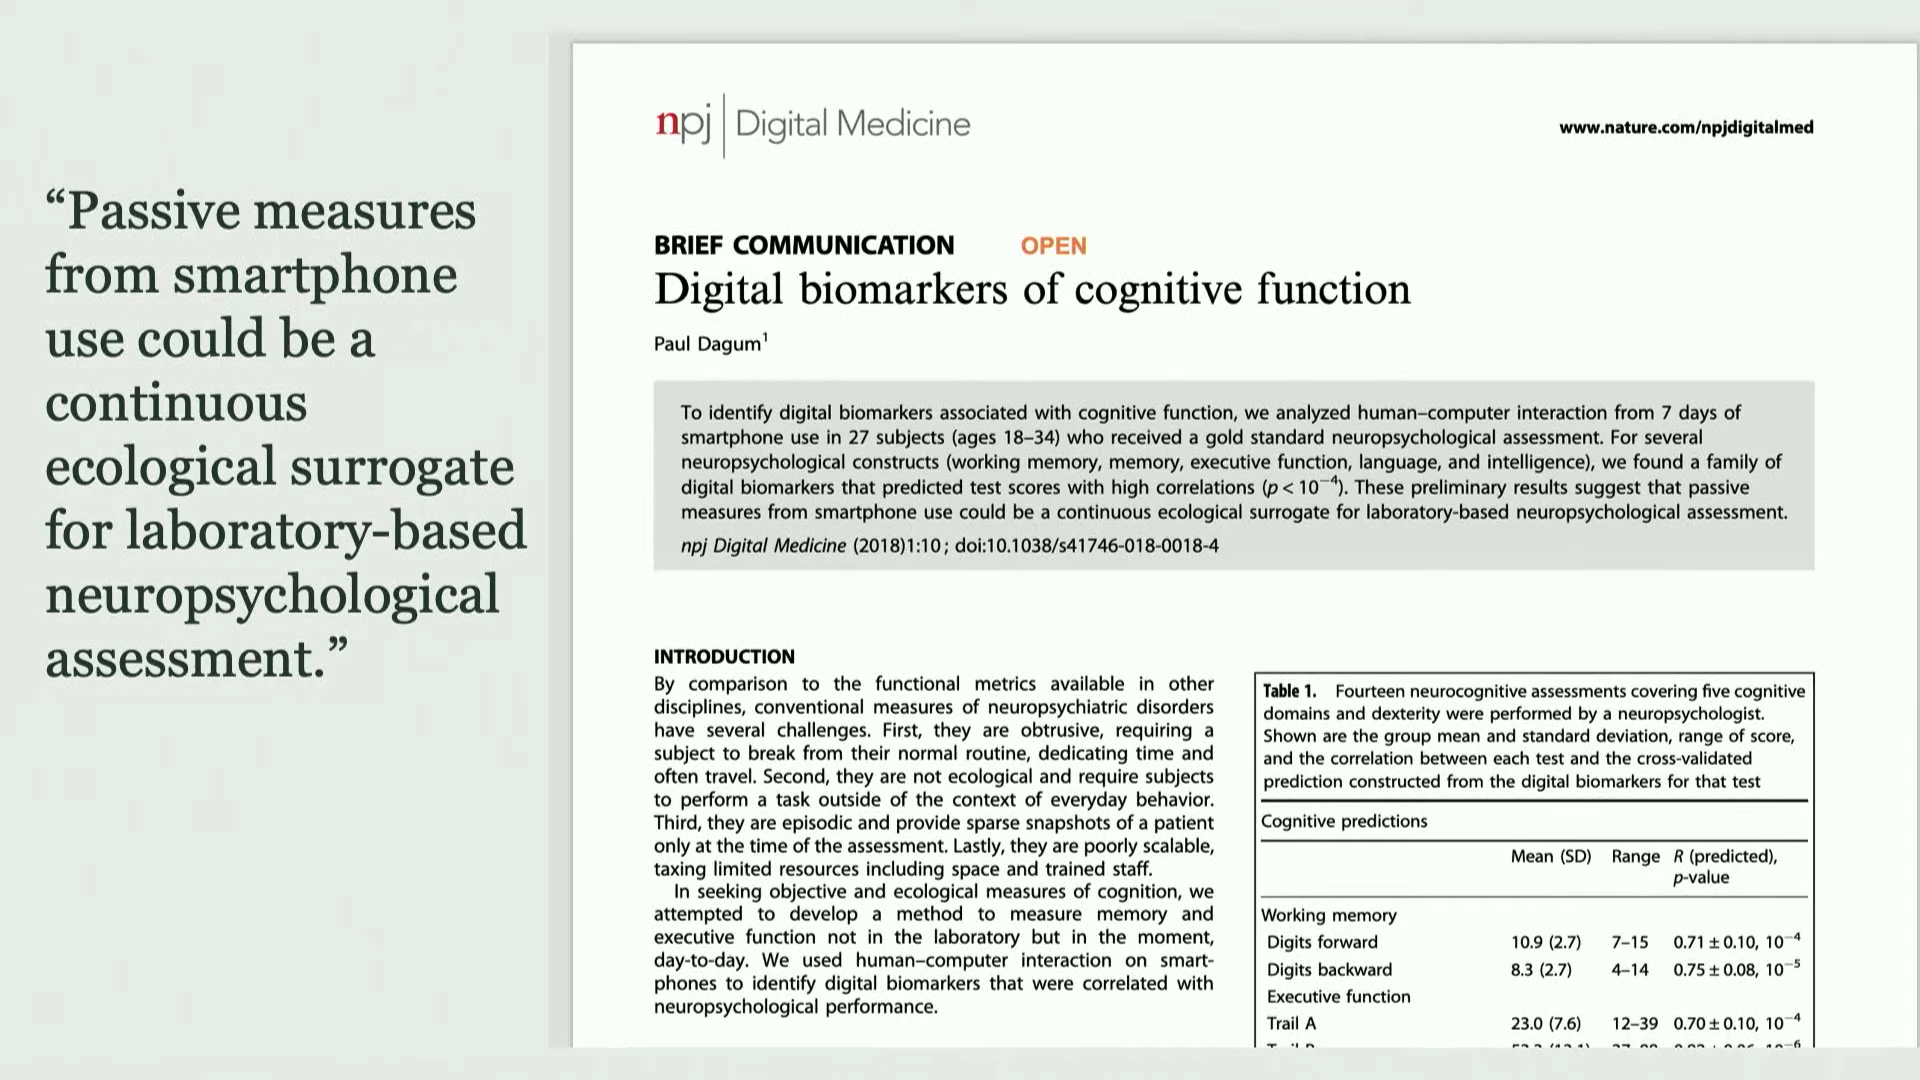 “Passive measures
from smartphone
use could be a
continuous
ecological surrogate
for laboratory-based
neuropsychological
assessment.”
npj | Digital Medicine
www.nature.com/npjdigitalmed
BRIEF COMMUNICATION OPEN
Digital biomarkers of cognitive function
Paul Dagum¹
To identify digital biomarkers associated with cognitive function, we analyzed human–computer interaction from 7 days of
smartphone use in 27 subjects (ages 18–34) who received a gold standard neuropsychological assessment. For several
neuropsychological constructs (working memory, memory, executive function, language, and intelligence), we found a family of
digital biomarkers that predicted test scores with high correlations (p < 10⁻⁴). These preliminary results suggest that passive
measures from smartphone use could be a continuous ecological surrogate for laboratory-based neuropsychological assessment.
npj Digital Medicine (2018)1:10; doi:10.1038/s41746-018-0018-4
INTRODUCTION
By comparison to the functional metrics available in other
disciplines, conventional measures of neuropsychiatric disorders
have several challenges. First, they are obtrusive, requiring a
subject to break from their normal routine, dedicating time and
often travel. Second, they are not ecological and require subjects
to perform a task outside of the context of everyday behavior.
Third, they are episodic and provide sparse snapshots of a patient
only at the time of the assessment. Lastly, they are poorly scalable,
taxing limited resources including space and trained staff.
In seeking objective and ecological measures of cognition, we
attempted to develop a method to measure memory and
executive function not in the laboratory but in the moment,
day-to-day. We used human–computer interaction on smart-
phones to identify digital biomarkers that were correlated with
neuropsychological performance.
Table 1. Fourteen neurocognitive assessments covering five cognitive
domains and dexterity were performed by a neuropsychologist.
Shown are the group mean and standard deviation, range of score,
and the correlation between each test and the cross-validated
prediction constructed from the digital biomarkers for that test
Cognitive predictions
Mean (SD) Range R (predicted),
p-value
Working memory
Digits forward 10.9 (2.7) 7–15 0.71 ± 0.10, 10⁻⁴
Digits backward 8.3 (2.7) 4–14 0.75 ± 0.08, 10⁻⁵
Executive function
Trail A 23.0 (7.6) 12–39 0.70 ± 0.10, 10⁻⁴